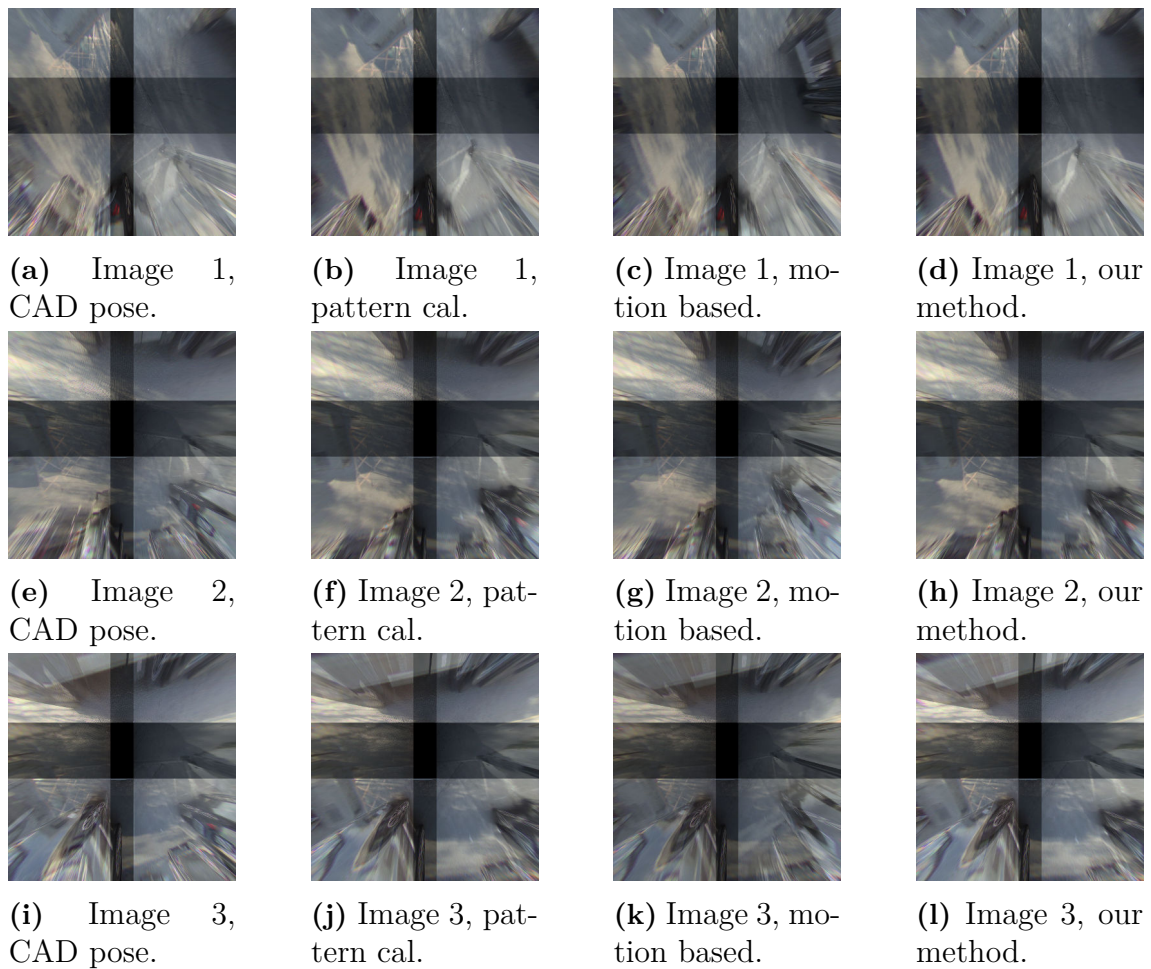 (a) Image 1,
CAD pose.
(b) Image 1,
pattern cal.
(c) Image 1, mo-
tion based.
(d) Image 1, our
method.
(e) Image 2,
CAD pose.
(f) Image 2, pat-
tern cal.
(g) Image 2, mo-
tion based.
(h) Image 2, our
method.
(i) Image 3,
CAD pose.
(j) Image 3, pat-
tern cal.
(k) Image 3, mo-
tion based.
(l) Image 3, our
method.